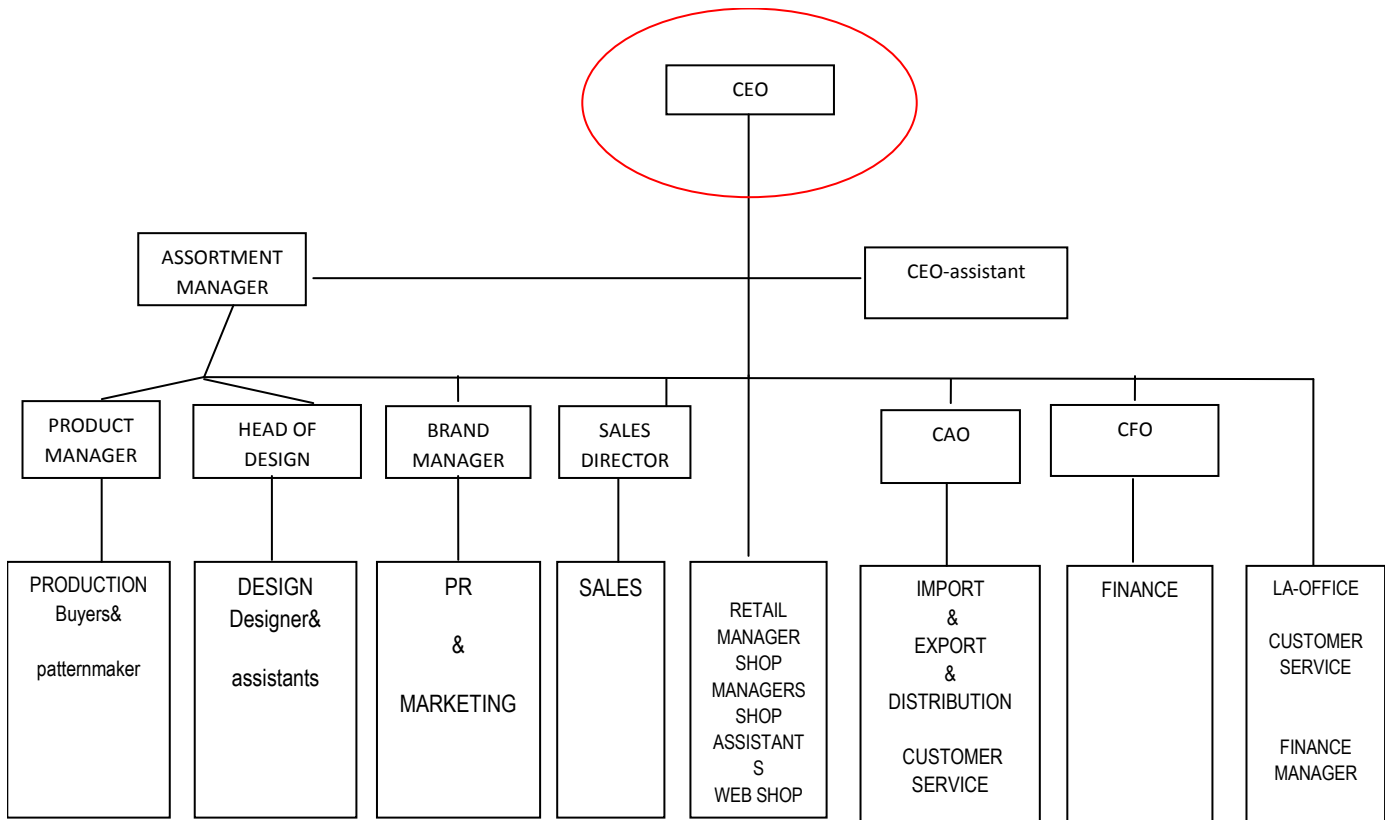 CEO
ASSORTMENT
MANAGER
CEO-assistant
PRODUCT
MANAGER
HEAD OF
DESIGN
BRAND
MANAGER
SALES
DIRECTOR
CAO
CFO
PRODUCTION
Buyers&
patternmaker
DESIGN
Designer&
assistants
PR
&
MARKETING
SALES
RETAIL
MANAGER
SHOP
MANAGERS
SHOP
ASSISTANT
S
WEB SHOP
IMPORT
&
EXPORT
&
DISTRIBUTION
CUSTOMER
SERVICE
FINANCE
LA-OFFICE
CUSTOMER
SERVICE
FINANCE
MANAGER